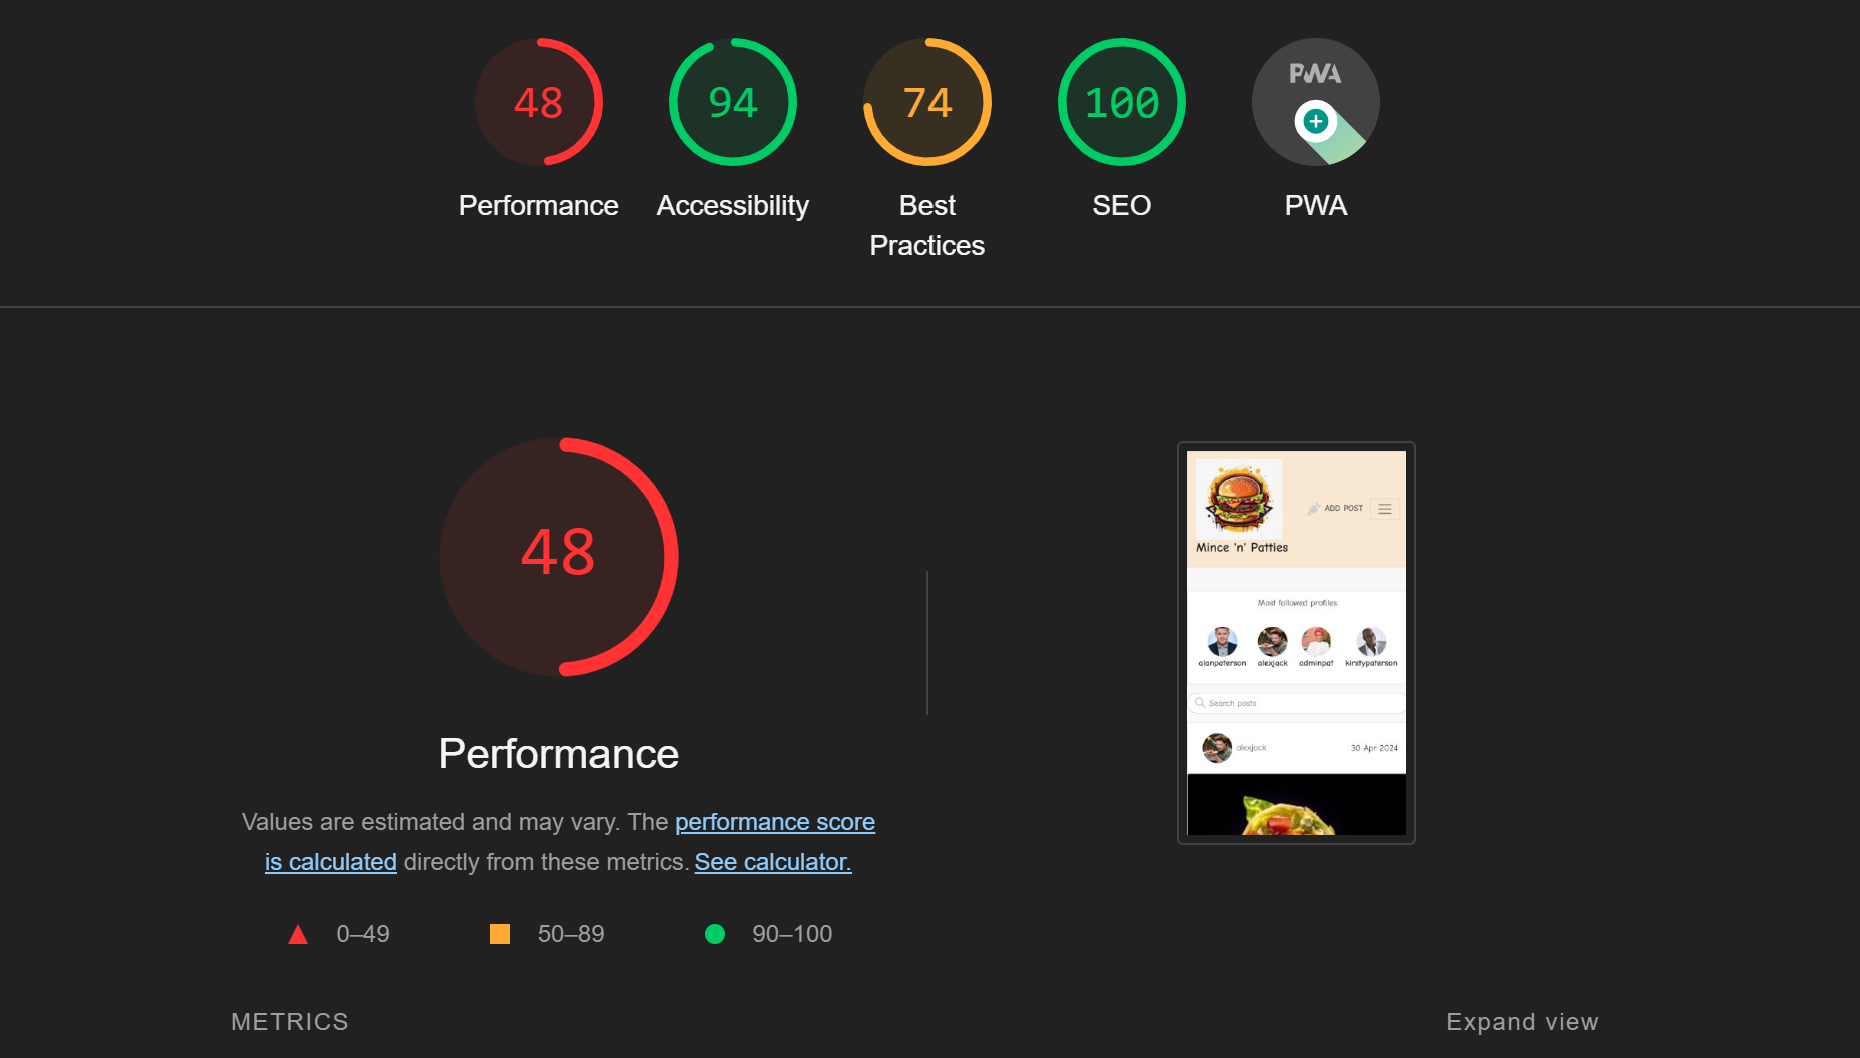 48
94
74
100
PWA
Performance
Accessibility
Best
Practices
SEO
PWA
48
Performance
Values are estimated and may vary. The performance score
is calculated directly from these metrics. See calculator.
0–49
50–89
90–100
ADD POST
Mince 'n' Patties
Most followed profiles
alanpaterson alexjack adminpat kirstypaterson
Search posts
alexjack 30 Apr 2024
METRICS
Expand view